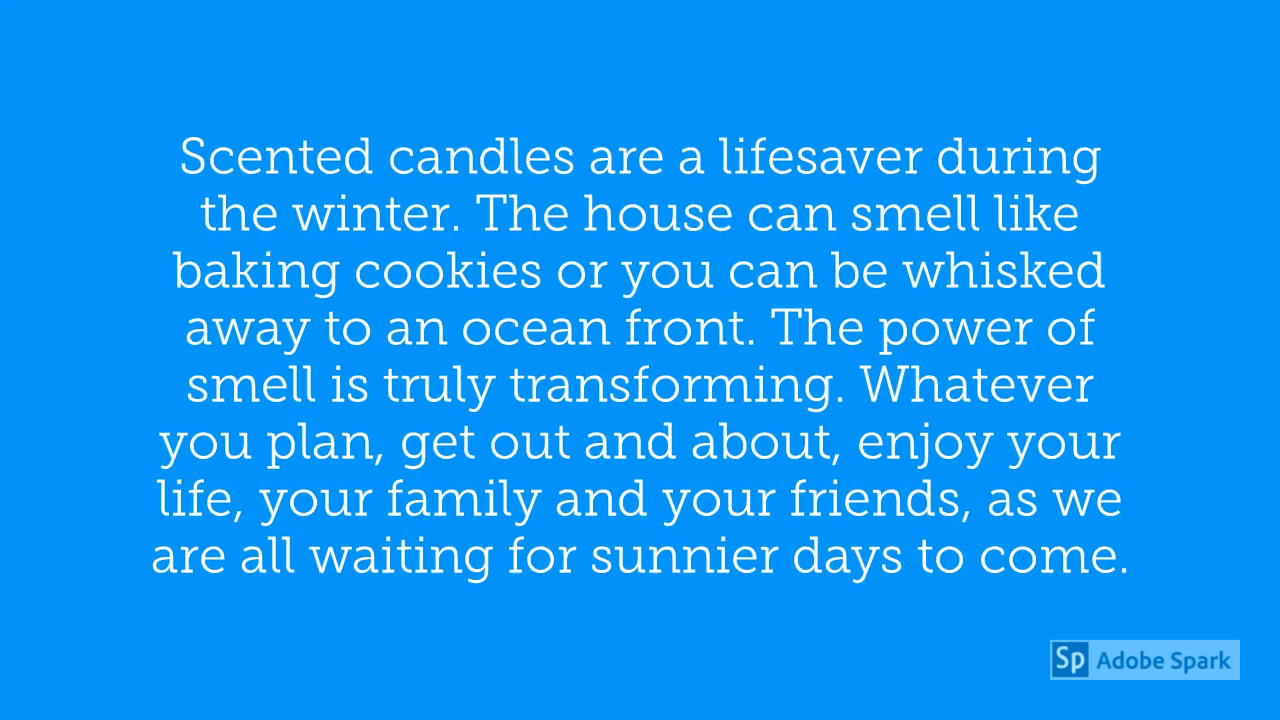 Scented candles are a lifesaver during
the winter. The house can smell like
baking cookies or you can be whisked
away to an ocean front. The power of
smell is truly transforming. Whatever
you plan, get out and about, enjoy your
life, your family and your friends, as we
are all waiting for sunnier days to come.
Sp Adobe Spark